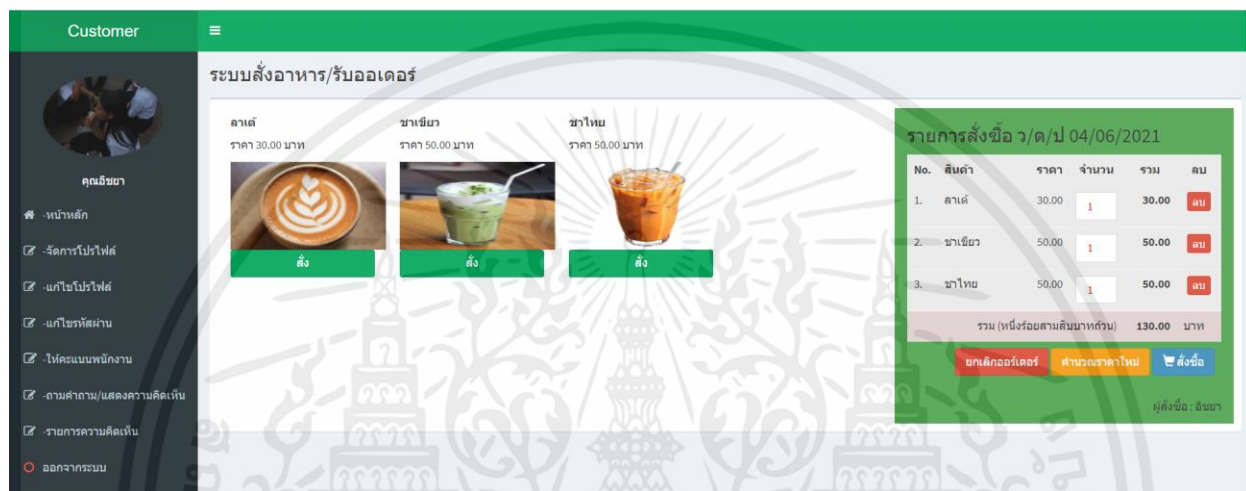 Customer
คุณอิชยา
-หน้าหลัก
-จัดการโปรไฟล์
-แก้ไขโปรไฟล์
-แก้ไขรหัสผ่าน
-ให้คะแนนพนักงาน
-ถามคำถาม/แสดงความคิดเห็น
-รายการความคิดเห็น
ออกจากระบบ
ระบบสั่งอาหาร/รับออเดอร์
ลาเต้ ชาเขียว ชาไทย
ราคา 30.00 บาท ราคา 50.00 บาท ราคา 50.00 บาท
สั่ง สั่ง สั่ง
รายการสั่งซื้อ ว/ด/ป 04/06/2021
No. สินค้า ราคา จำนวน รวม ลบ
1. ลาเต้ 30.00 1 30.00 ลบ
2. ชาเขียว 50.00 1 50.00 ลบ
3. ชาไทย 50.00 1 50.00 ลบ
รวม (หนึ่งร้อยสามสิบบาทถ้วน) 130.00 บาท
ยกเลิกออร์เดอร์ คำนวณราคาใหม่ สั่งซื้อ
ผู้สั่งซื้อ : อิชยา